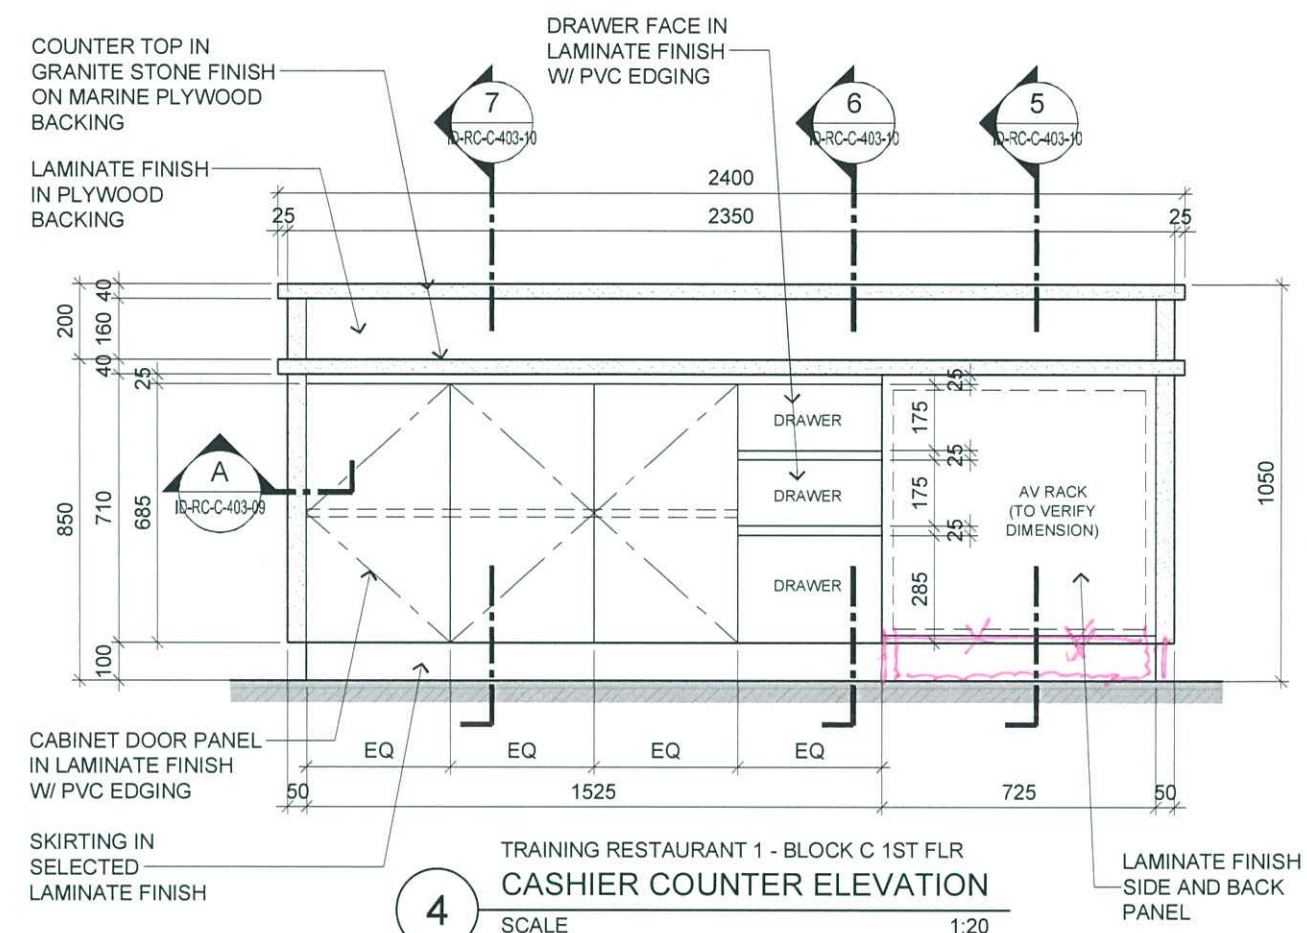 COUNTER TOP IN
GRANITE STONE FINISH
ON MARINE PLYWOOD
BACKING
LAMINATE FINISH
IN PLYWOOD
BACKING
DRAWER FACE IN
LAMINATE FINISH
W/ PVC EDGING
7
ID-RC-C-403-10
6
ID-RC-C-403-10
5
ID-RC-C-403-10
2400
25
2350
25
200
40
160
40
25
850
710
685
100
1050
A
ID-RC-C-403-09
DRAWER
DRAWER
DRAWER
25
175
25
175
25
285
AV RACK
(TO VERIFY
DIMENSION)
EQ
EQ
EQ
EQ
50
1525
725
50
CABINET DOOR PANEL
IN LAMINATE FINISH
W/ PVC EDGING
SKIRTING IN
SELECTED
LAMINATE FINISH
LAMINATE FINISH
SIDE AND BACK
PANEL
4
TRAINING RESTAURANT 1 - BLOCK C 1ST FLR
CASHIER COUNTER ELEVATION
SCALE 1:20